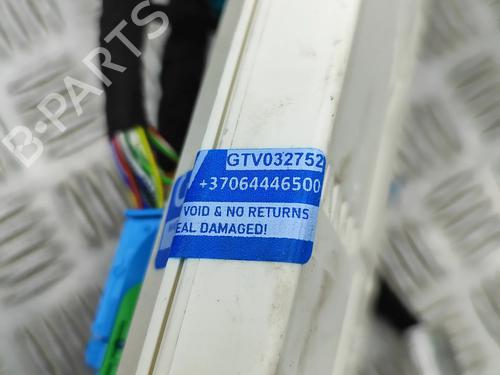 B-PARTS
GTV032752
+37064446500
VOID & NO RETURNS
EAL DAMAGED!